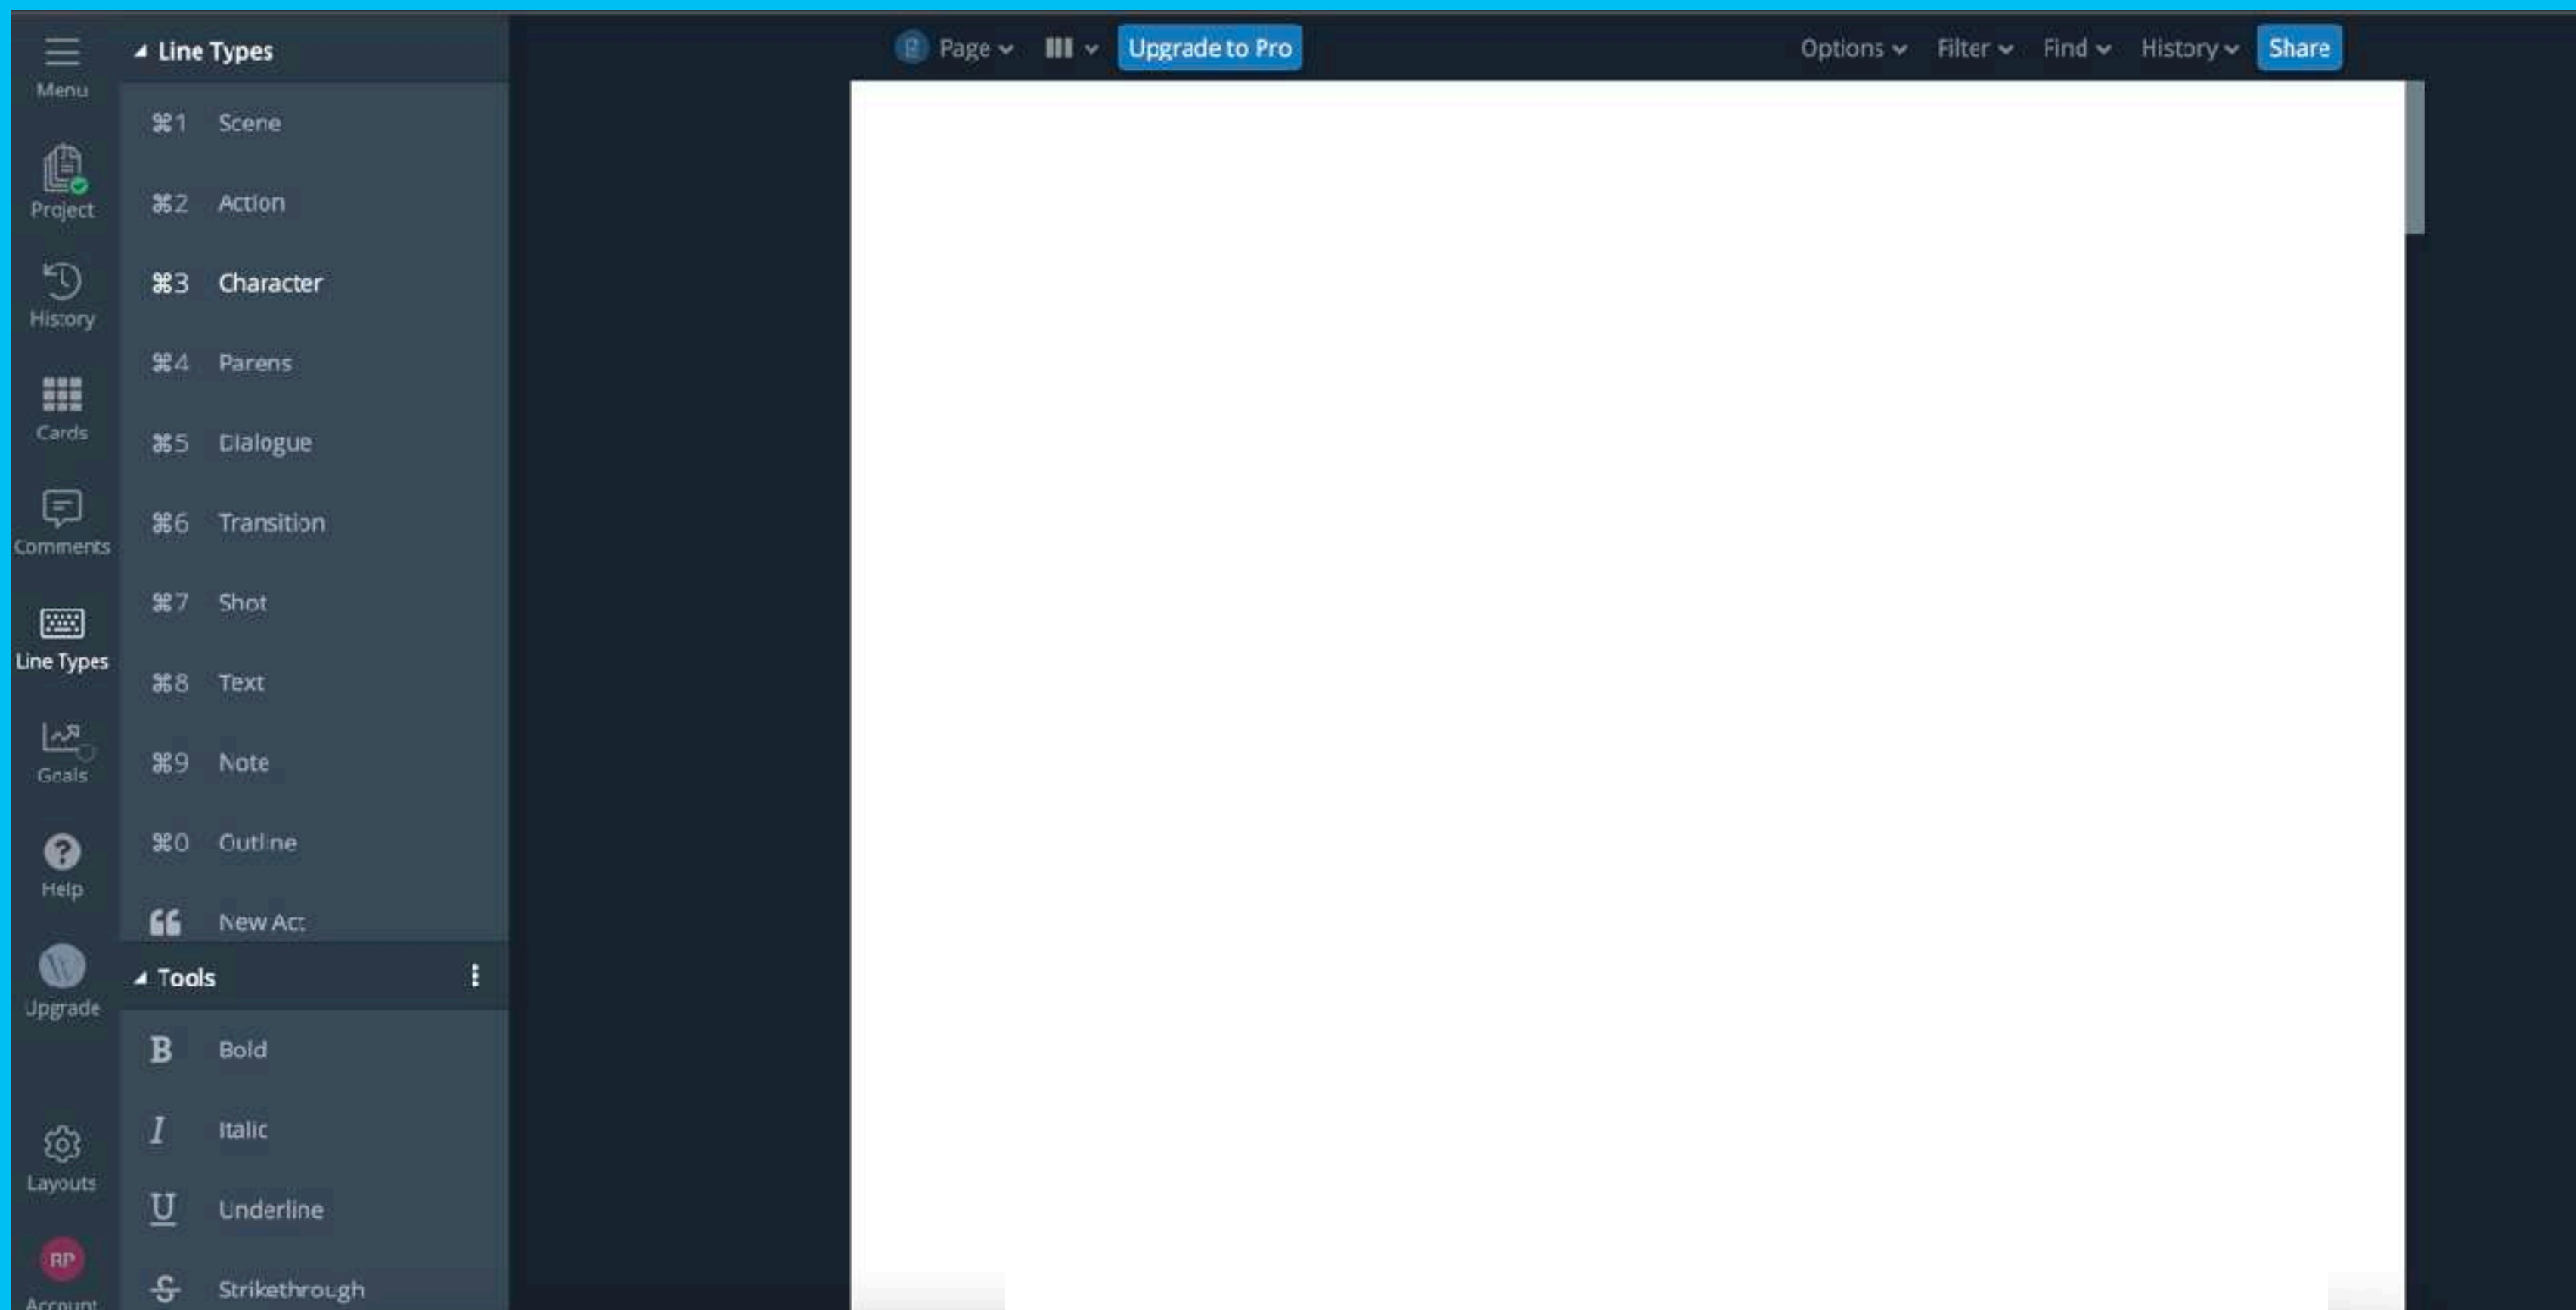 Menu
Project
History
Cards
Comments
Line Types
Goals
Help
Upgrade
Layouts
RP
Account
Line Types
⌘1 Scene
⌘2 Action
⌘3 Character
⌘4 Parens
⌘5 Dialogue
⌘6 Transition
⌘7 Shot
⌘8 Text
⌘9 Note
⌘0 Outline
New Act
Tools
B Bold
I Italic
U Underline
S Strikethrough
Page
Upgrade to Pro
Options Filter Find History Share